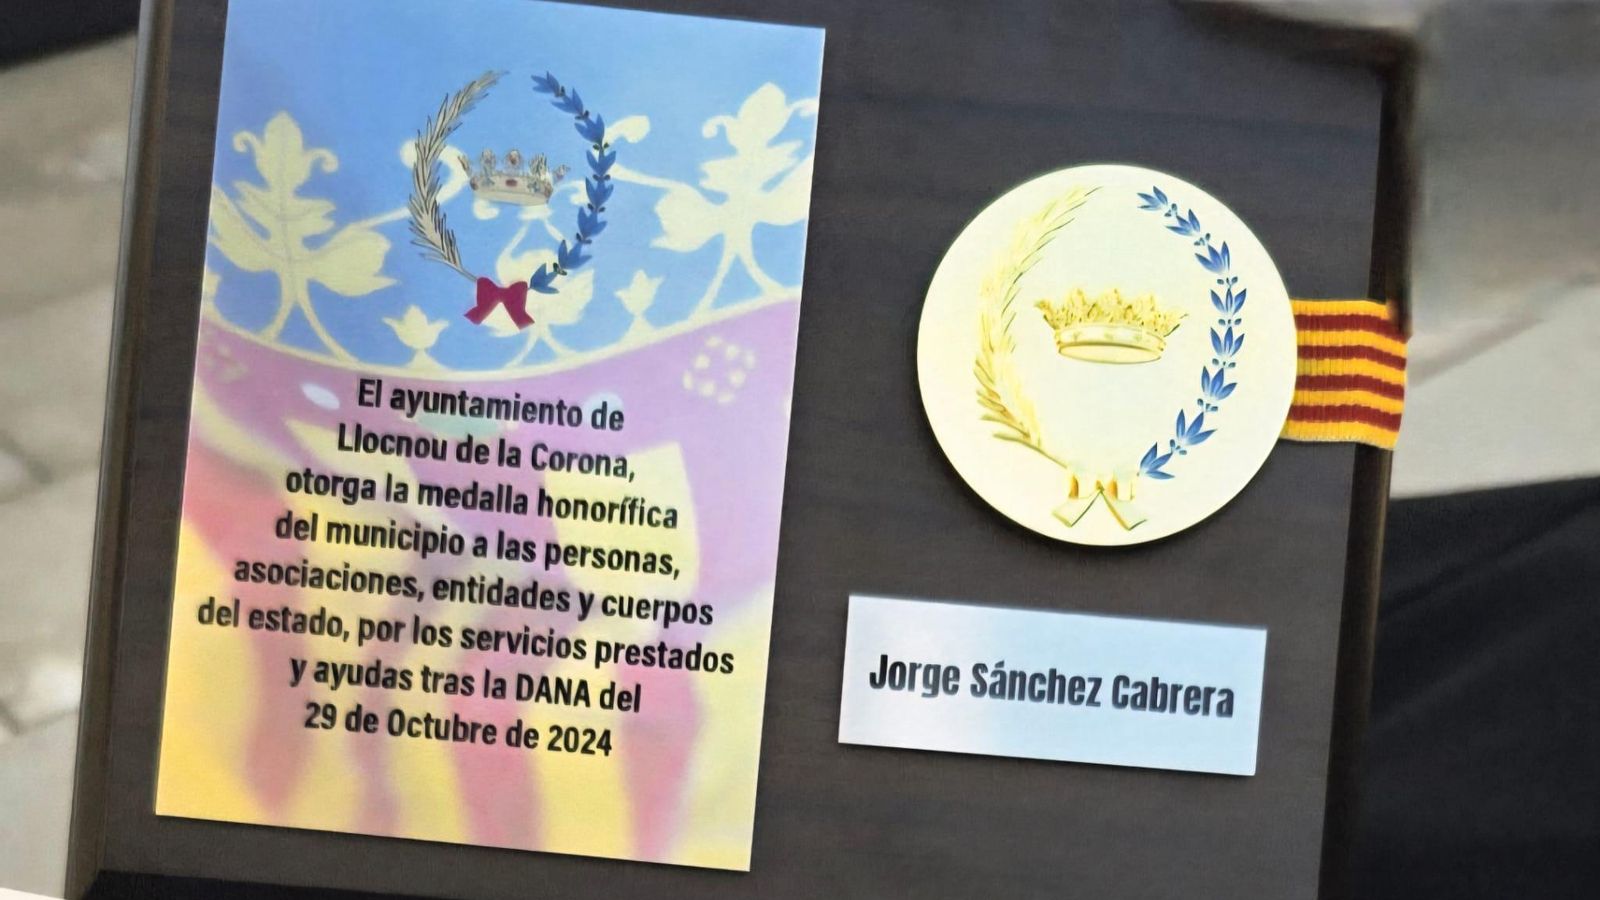 El ayuntamiento de
Llocnou de la Corona,
otorga la medalla honorífica
del municipio a las personas,
asociaciones, entidades y cuerpos
del estado, por los servicios prestados
y ayudas tras la DANA del
29 de Octubre de 2024
Jorge Sánchez Cabrera